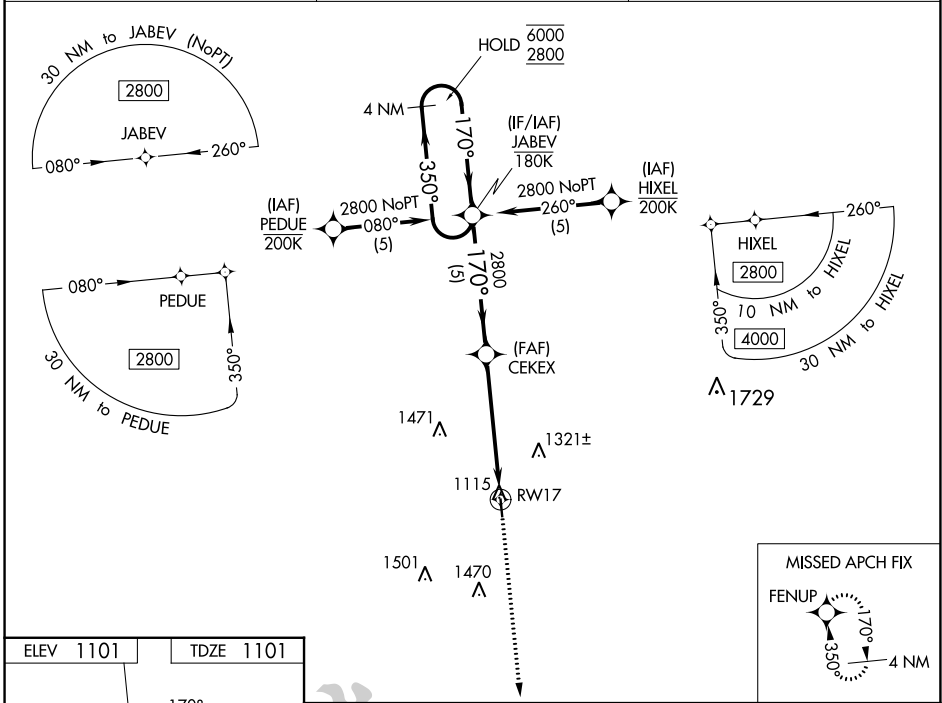 30 NM to JABEV (NoPT)
2800
JABEV
080°
260°
HOLD 6000
2800
4 NM
170°
350°
(IF/IAF)
JABEV
180K
(IAF)
PEDUE
200K
2800 NoPT
080°
(5)
2800 NoPT
260°
(5)
(IAF)
HIXEL
200K
2800
170°
(5)
260°
HIXEL
2800
10 NM to HIXEL
350°
4000
30 NM to HIXEL
080°
PEDUE
2800
350°
30 NM to PEDUE
(FAF)
CEKEX
1729
1471
1321±
1115
RW17
1501
1470
MISSED APCH FIX
FENUP
170°
350°
4 NM
ELEV 1101
TDZE 1101